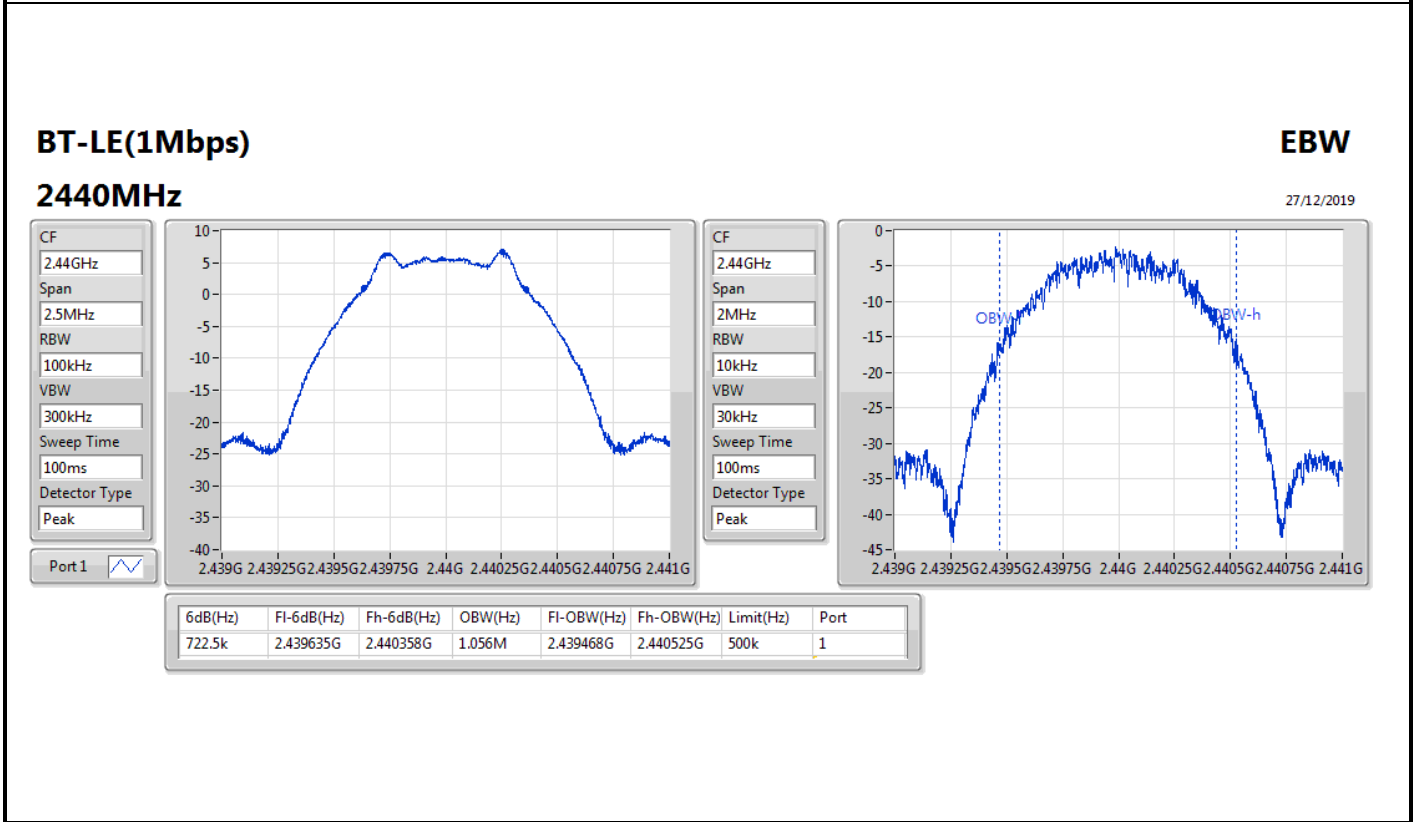 BT-LE(1Mbps)
EBW
2440MHz
27/12/2019
CF
2.44GHz
Span
2.5MHz
RBW
100kHz
VBW
300kHz
Sweep Time
100ms
Detector Type
Peak
Port 1
10
5
0
-5
-10
-15
-20
-25
-30
-35
-40
2.439G 2.43925G 2.4395G 2.43975G 2.44G 2.44025G 2.4405G 2.44075G 2.441G
CF
2.44GHz
Span
2MHz
RBW
10kHz
VBW
30kHz
Sweep Time
100ms
Detector Type
Peak
0
-5
-10
-15
-20
-25
-30
-35
-40
-45
OBW
OBW-h
2.439G 2.43925G 2.4395G 2.43975G 2.44G 2.44025G 2.4405G 2.44075G 2.441G
6dB(Hz) Fl-6dB(Hz) Fh-6dB(Hz) OBW(Hz) Fl-OBW(Hz) Fh-OBW(Hz) Limit(Hz) Port
722.5k 2.439635G 2.440358G 1.056M 2.439468G 2.440525G 500k 1